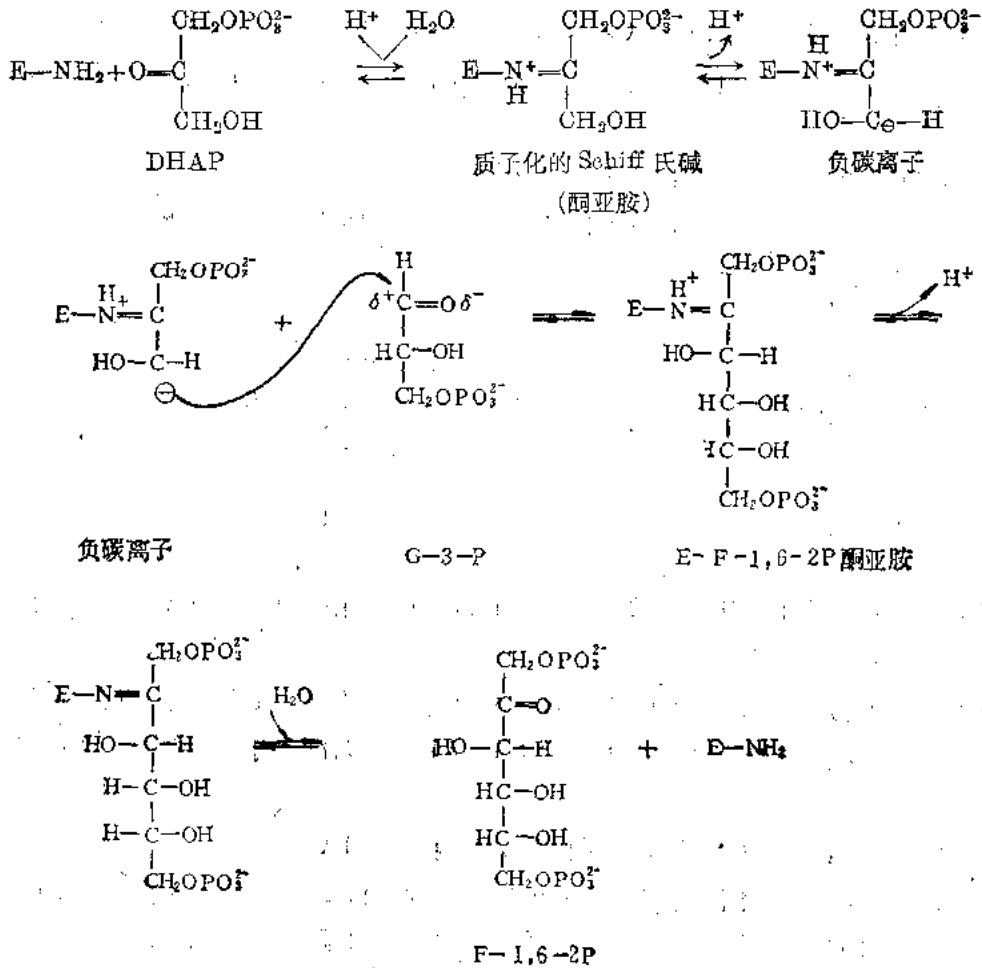 CH₂OPO₃²⁻ H⁺ H₂O CH₂OPO₃²⁻ H⁺ CH₂OPO₃²⁻
E—NH₂+O=C E—N⁺=C E—N⁺=C
H H
CH₂OH CH₂OH HO—C⊖—H
DHAP 质子化的 Schiff 氏碱 负碳离子
(酮亚胺)
CH₂OPO₃²⁻ H CH₂OPO₃²⁻ H⁺
H⁺ δ⁺C=Oδ⁻ H⁺
E—N=C + E—N=C
HO—C—H HC—OH HO—C—H
⊖ CH₂OPO₃²⁻ HC—OH
HC—OH
CH₂OPO₃²⁻
负碳离子 G—3—P E-F-1,6-2P酮亚胺
CH₂OPO₃²⁻ CH₂OPO₃²⁻
E—N=C H₂O C=O
HO—C—H HO—C—H + E—NH₂
H—C—OH HC—OH
H—C—OH HC—OH
CH₂OPO₃²⁻ CH₂OPO₃²⁻
F-1,6-2P